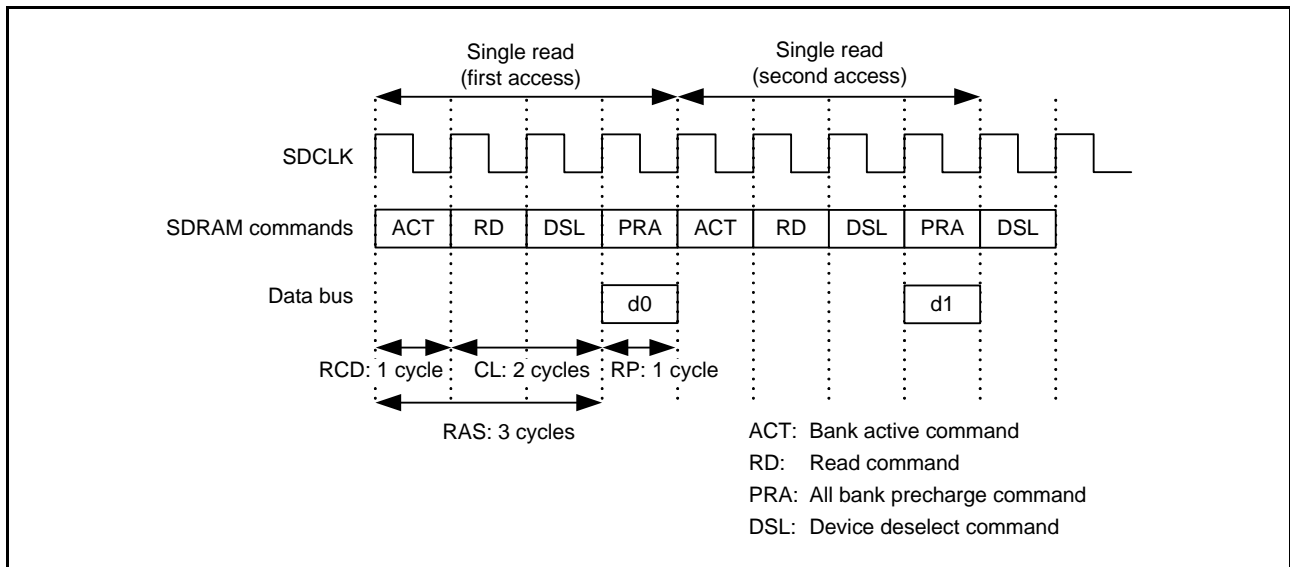 Single read
(first access)
Single read
(second access)
SDCLK
SDRAM commands ACT RD DSL PRA ACT RD DSL PRA DSL
Data bus d0 d1
RCD: 1 cycle CL: 2 cycles RP: 1 cycle
RAS: 3 cycles
ACT: Bank active command
RD: Read command
PRA: All bank precharge command
DSL: Device deselect command